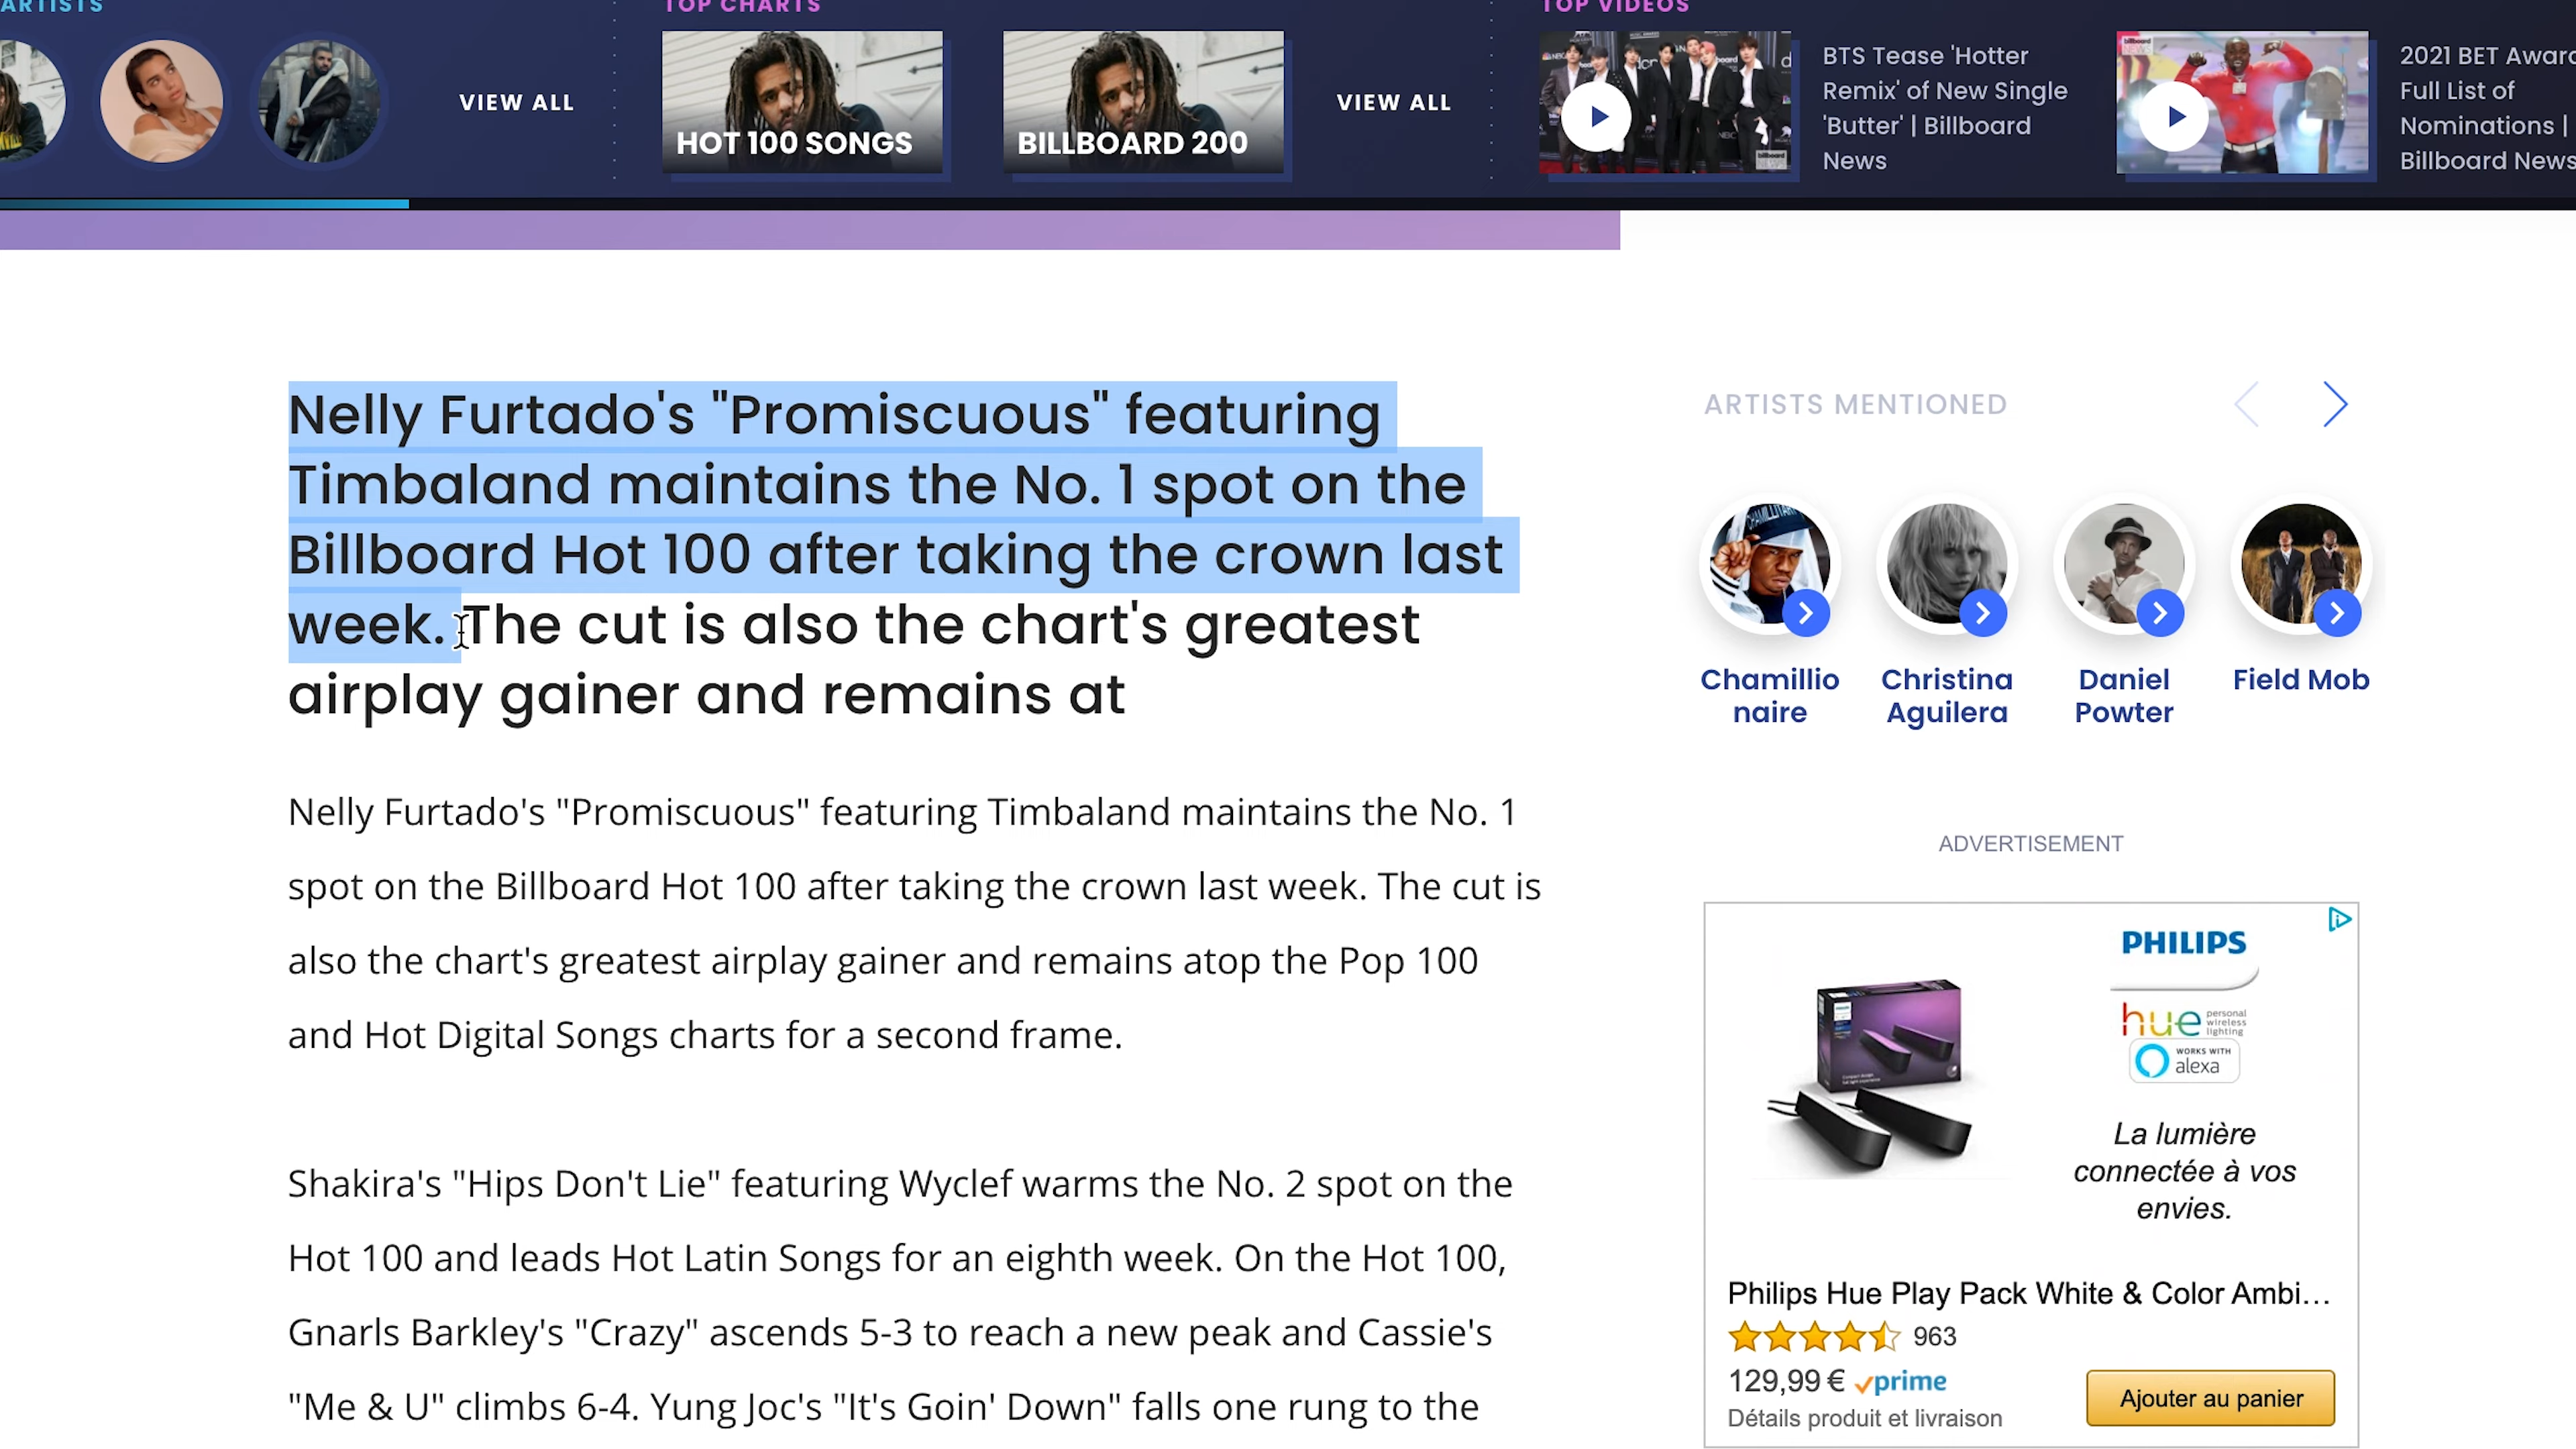 ARTISTS
VIEW ALL
TOP CHARTS
HOT 100 SONGS
BILLBOARD 200
VIEW ALL
TOP VIDEOS
BTS Tease 'Hotter
Remix' of New Single
'Butter' | Billboard
News
2021 BET Awar
Full List of
Nominations |
Billboard News
Nelly Furtado's "Promiscuous" featuring
Timbaland maintains the No. 1 spot on the
Billboard Hot 100 after taking the crown last
week. The cut is also the chart's greatest
airplay gainer and remains at
Nelly Furtado's "Promiscuous" featuring Timbaland maintains the No. 1
spot on the Billboard Hot 100 after taking the crown last week. The cut is
also the chart's greatest airplay gainer and remains atop the Pop 100
and Hot Digital Songs charts for a second frame.
Shakira's "Hips Don't Lie" featuring Wyclef warms the No. 2 spot on the
Hot 100 and leads Hot Latin Songs for an eighth week. On the Hot 100,
Gnarls Barkley's "Crazy" ascends 5-3 to reach a new peak and Cassie's
"Me & U" climbs 6-4. Yung Joc's "It's Goin' Down" falls one rung to the
ARTISTS MENTIONED
Chamillio
naire
Christina
Aguilera
Daniel
Powter
Field Mob
ADVERTISEMENT
PHILIPS
hue personal
wireless
lighting
WORKS WITH
alexa
La lumière
connectée à vos
envies.
Philips Hue Play Pack White & Color Ambi...
963
129,99 € prime
Détails produit et livraison
Ajouter au panier